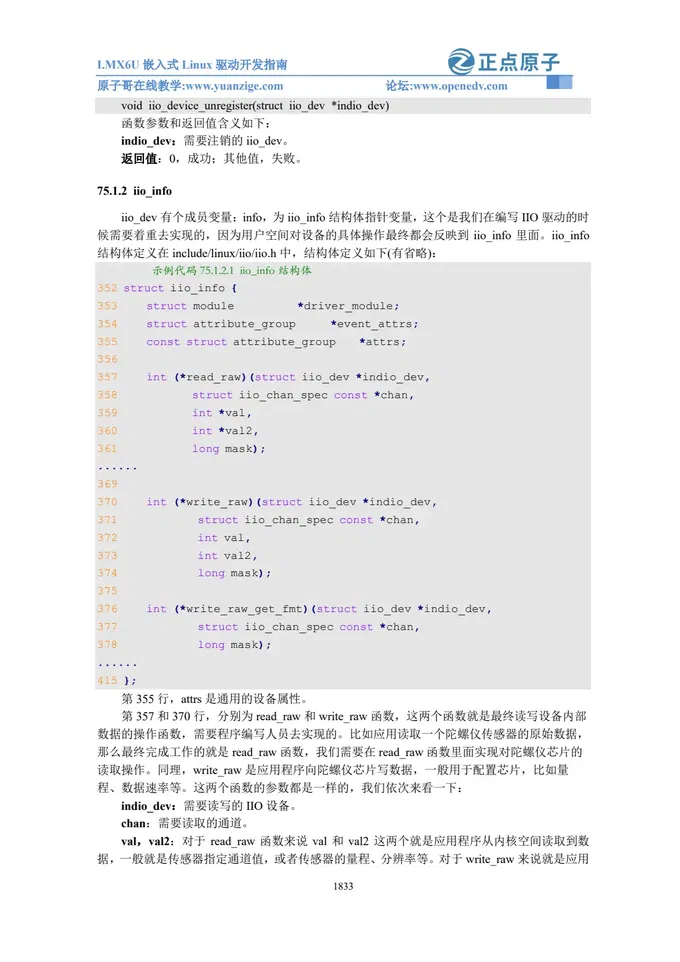 I.MX6U 嵌入式 Linux 驱动开发指南
正点原子
原子哥在线教学:www.yuanzige.com 论坛:www.openedv.com
void iio_device_unregister(struct iio_dev *indio_dev)
函数参数和返回值含义如下：
indio_dev：需要注销的 iio_dev。
返回值：0，成功；其他值，失败。
75.1.2 iio_info
iio_dev 有个成员变量：info，为 iio_info 结构体指针变量，这个是我们在编写 IIO 驱动的时
候需要着重去实现的，因为用户空间对设备的具体操作最终都会反映到 iio_info 里面。iio_info
结构体定义在 include/linux/iio/iio.h 中，结构体定义如下(有省略)：
示例代码 75.1.2.1 iio_info 结构体
352 struct iio_info {
353 struct module *driver_module;
354 struct attribute_group *event_attrs;
355 const struct attribute_group *attrs;
356
357 int (*read_raw)(struct iio_dev *indio_dev,
358 struct iio_chan_spec const *chan,
359 int *val,
360 int *val2,
361 long mask);
......
369
370 int (*write_raw)(struct iio_dev *indio_dev,
371 struct iio_chan_spec const *chan,
372 int val,
373 int val2,
374 long mask);
375
376 int (*write_raw_get_fmt)(struct iio_dev *indio_dev,
377 struct iio_chan_spec const *chan,
378 long mask);
......
415 };
第 355 行，attrs 是通用的设备属性。
第 357 和 370 行，分别为 read_raw 和 write_raw 函数，这两个函数就是最终读写设备内部
数据的操作函数，需要程序编写人员去实现的。比如应用读取一个陀螺仪传感器的原始数据，
那么最终完成工作的就是 read_raw 函数，我们需要在 read_raw 函数里面实现对陀螺仪芯片的
读取操作。同理，write_raw 是应用程序向陀螺仪芯片写数据，一般用于配置芯片，比如量
程、数据速率等。这两个函数的参数都是一样的，我们依次来看一下：
indio_dev：需要读写的 IIO 设备。
chan：需要读取的通道。
val，val2：对于 read_raw 函数来说 val 和 val2 这两个就是应用程序从内核空间读取到数
据，一般就是传感器指定通道值，或者传感器的量程、分辨率等。对于 write_raw 来说就是应用
1833